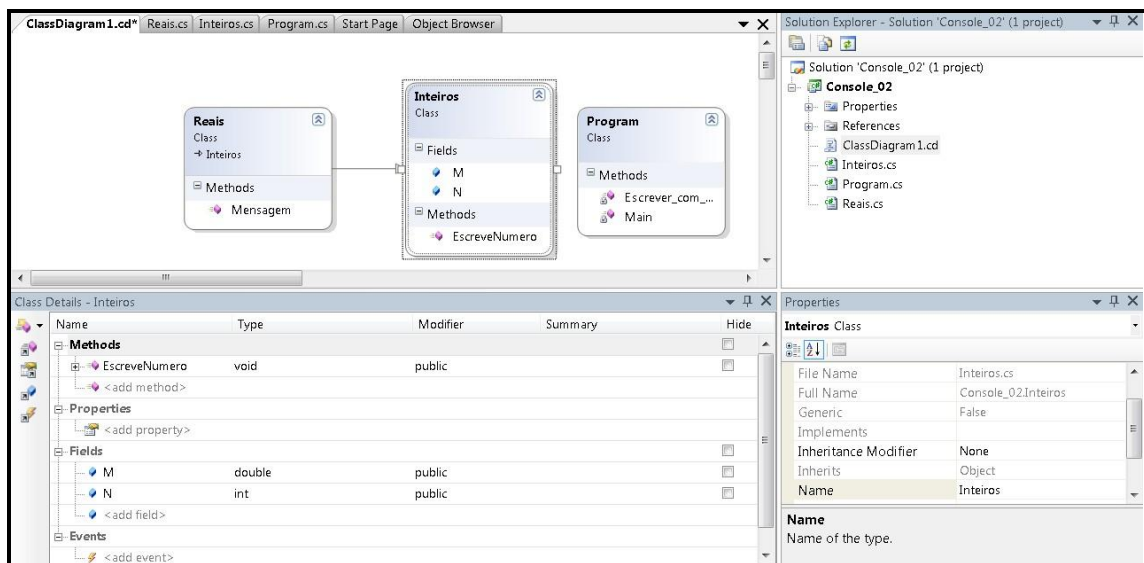 ClassDiagram1.cd* Reais.cs Inteiros.cs Program.cs Start Page Object Browser
Reais
Class
Inteiros
Methods
Mensagem
Inteiros
Class
Fields
M
N
Methods
EscreveNumero
Program
Class
Methods
Escrever_com_...
Main
Solution Explorer - Solution 'Console_02' (1 project)
Solution 'Console_02' (1 project)
Console_02
Properties
References
ClassDiagram1.cd
Inteiros.cs
Program.cs
Reais.cs
Class Details - Inteiros
Name Type Modifier Summary Hide
Methods
EscreveNumero void public
<add method>
Properties
<add property>
Fields
M double public
N int public
<add field>
Events
<add event>
Properties
Inteiros Class
File Name Inteiros.cs
Full Name Console_02.Inteiros
Generic False
Implements
Inheritance Modifier None
Inherits Object
Name Inteiros
Name
Name of the type.